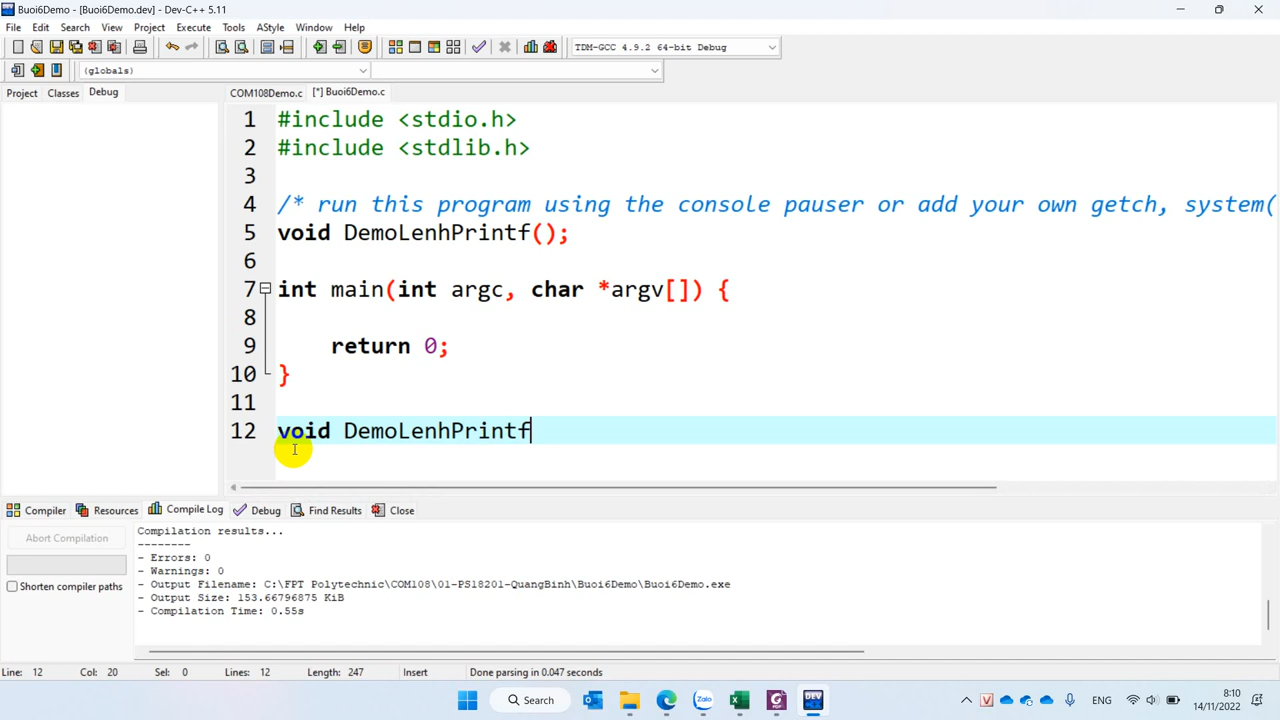 Buoi6Demo - [Buoi6Demo.dev] - Dev-C++ 5.11
File Edit Search View Project Execute Tools AStyle Window Help
TDM-GCC 4.9.2 64-bit Debug
(globals)
Project Classes Debug
COM108Demo.c [*] Buoi6Demo.c
1 #include <stdio.h>
2 #include <stdlib.h>
3
4 /* run this program using the console pauser or add your own getch, system(
5 void DemoLenhPrintf();
6
7 int main(int argc, char *argv[]) {
8
9 return 0;
10 }
11
12 void DemoLenhPrintf
Compiler Resources Compile Log Debug Find Results Close
Abort Compilation
Shorten compiler paths
Compilation results...
--------
- Errors: 0
- Warnings: 0
- Output Filename: C:\FPT Polytechnic\COM108\01-PS18201-QuangBinh\Buoi6Demo\Buoi6Demo.exe
- Output Size: 153.66796875 KiB
- Compilation Time: 0.55s
Line: 12 Col: 20 Sel: 0 Lines: 12 Length: 247 Insert Done parsing in 0.047 seconds
Search
Zalo
DEV
ENG
8:10
14/11/2022